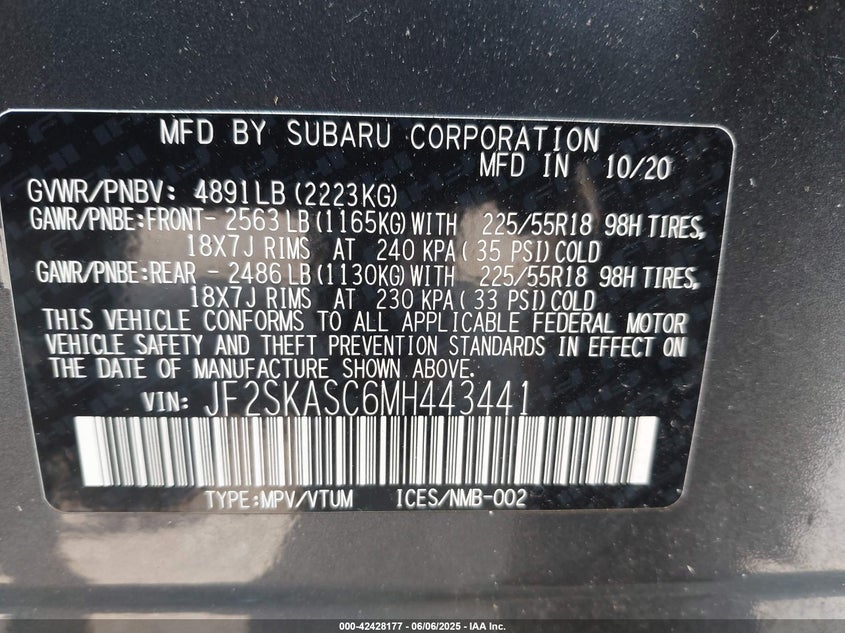 MFD BY SUBARU CORPORATION
MFD IN 10/20
GVWR/PNBV: 4891LB (2223KG)
GAWR/PNBE:FRONT- 2563 LB (1165KG) WITH 225/55R18 98H TIRES,
18X7J RIMS AT 240 KPA ( 35 PSI) COLD
GAWR/PNBE:REAR - 2486 LB (1130KG) WITH 225/55R18 98H TIRES,
18X7J RIMS AT 230 KPA ( 33 PSI) COLD
THIS VEHICLE CONFORMS TO ALL APPLICABLE FEDERAL MOTOR
VEHICLE SAFETY AND THEFT PREVENTION STANDARDS IN EFFECT ON
THE DATE OF MANUFACTURE SHOWN ABOVE.
VIN: JF2SKASC6MH443441
TYPE:MPV/VTUM ICES/NMB-002
000-42428177 - 06/06/2025 - IAA Inc.